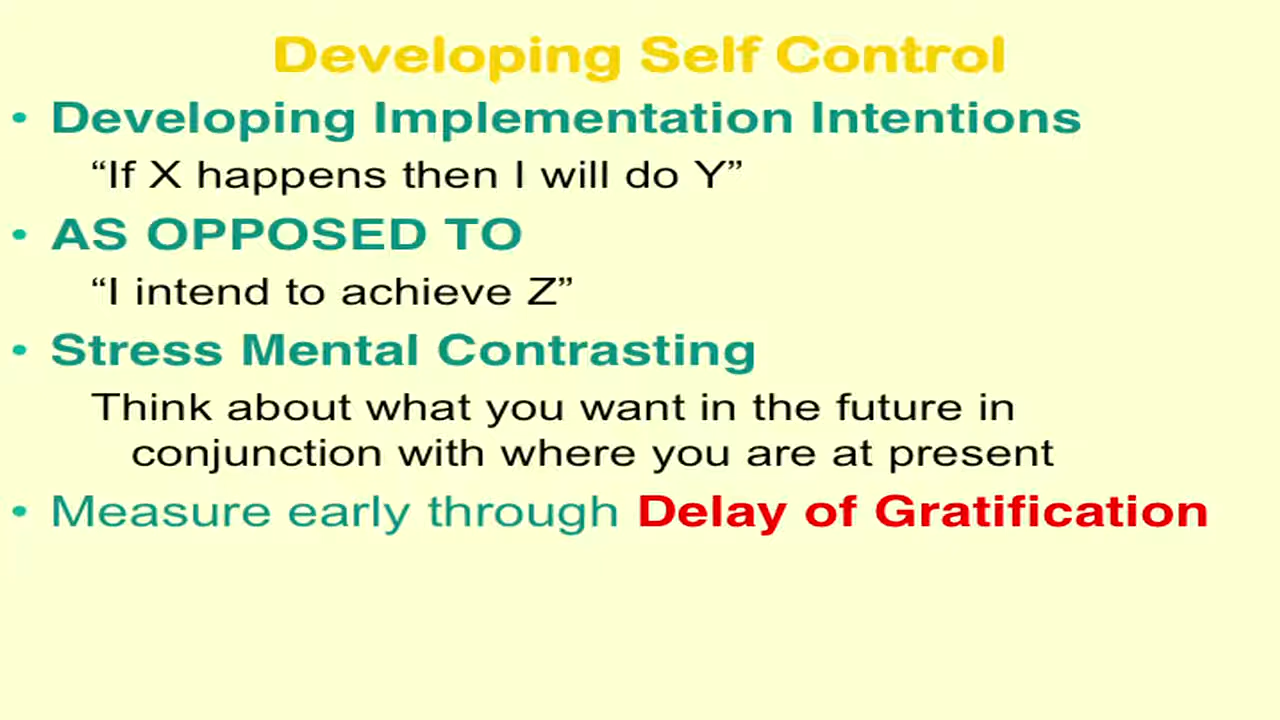 Developing Self Control
• Developing Implementation Intentions
“If X happens then I will do Y”
• AS OPPOSED TO
“I intend to achieve Z”
• Stress Mental Contrasting
Think about what you want in the future in
conjunction with where you are at present
• Measure early through Delay of Gratification